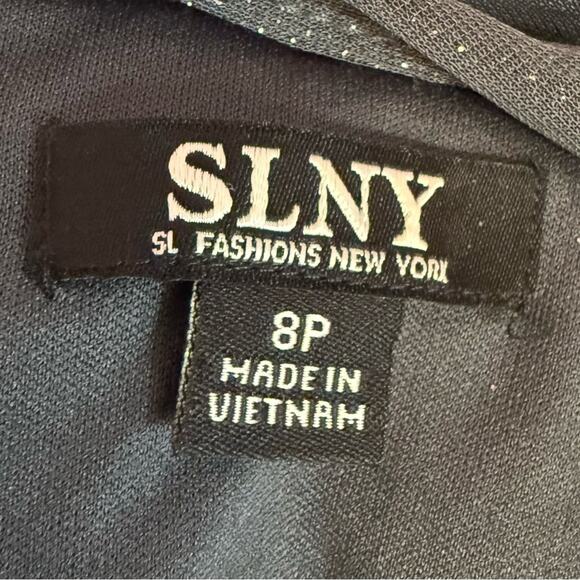 SLNY
SL FASHIONS NEW YORK
8P
MADE IN
VIETNAM